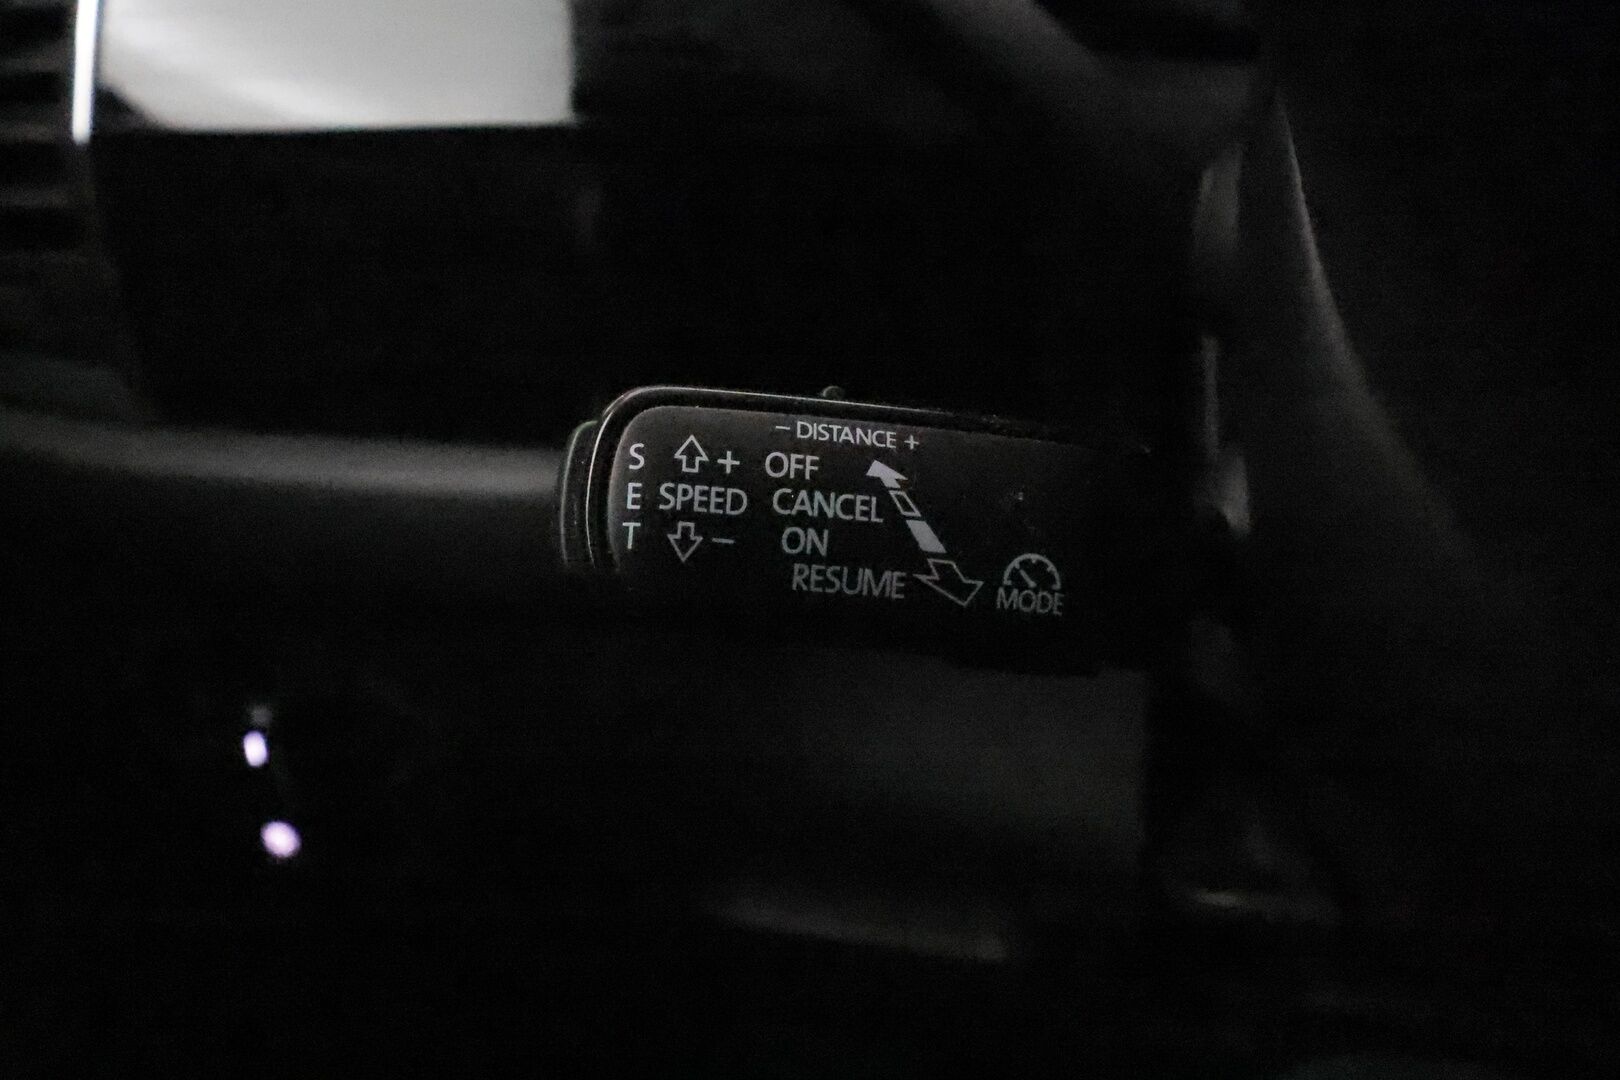 - DISTANCE +
S + OFF
E SPEED CANCEL
T - ON
RESUME
MODE